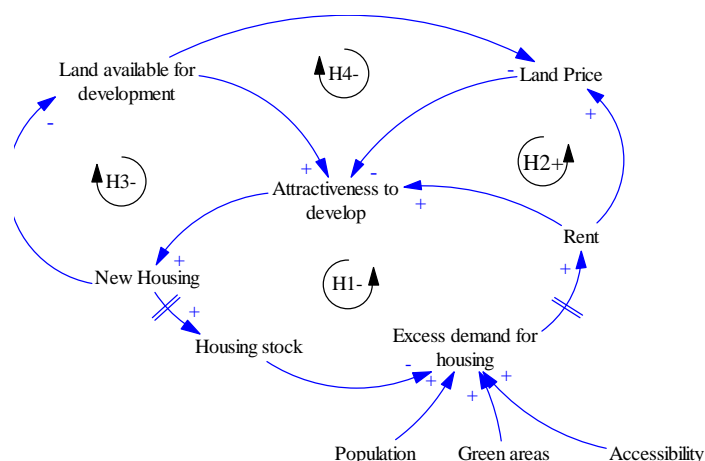 Land available for
development
H4-
-
Land Price
+
-
H3-
+
-
H2+
Attractiveness to
develop
+
Rent
+
New Housing
+
H1-
+
Housing stock
Excess demand for
housing
-
+
+
+
Population
Green areas
Accessibility